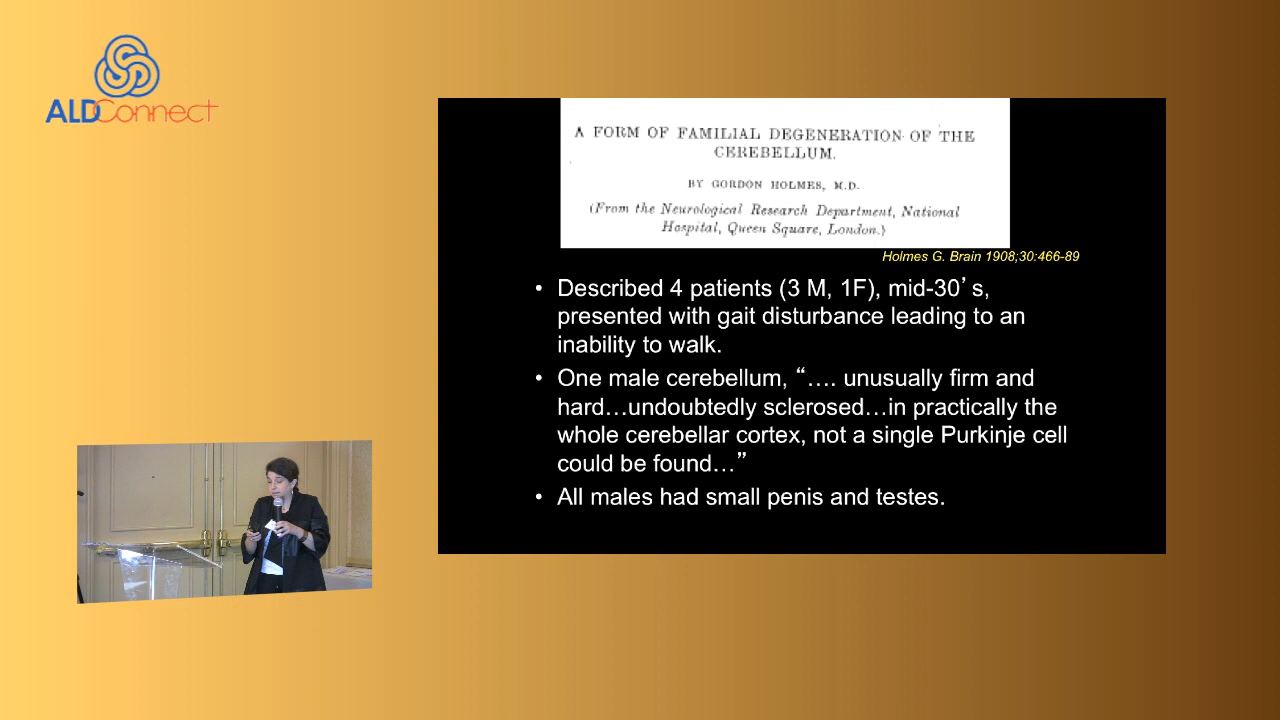 ALDConnect
A FORM OF FAMILIAL DEGENERATION OF THE
CEREBELLUM.
BY GORDON HOLMES, M.D.
(From the Neurological Research Department, National
Hospital, Queen Square, London.)
Holmes G. Brain 1908;30:466-89
• Described 4 patients (3 M, 1F), mid-30’s,
presented with gait disturbance leading to an
inability to walk.
• One male cerebellum, “…. unusually firm and
hard…undoubtedly sclerosed…in practically the
whole cerebellar cortex, not a single Purkinje cell
could be found…”
• All males had small penis and testes.